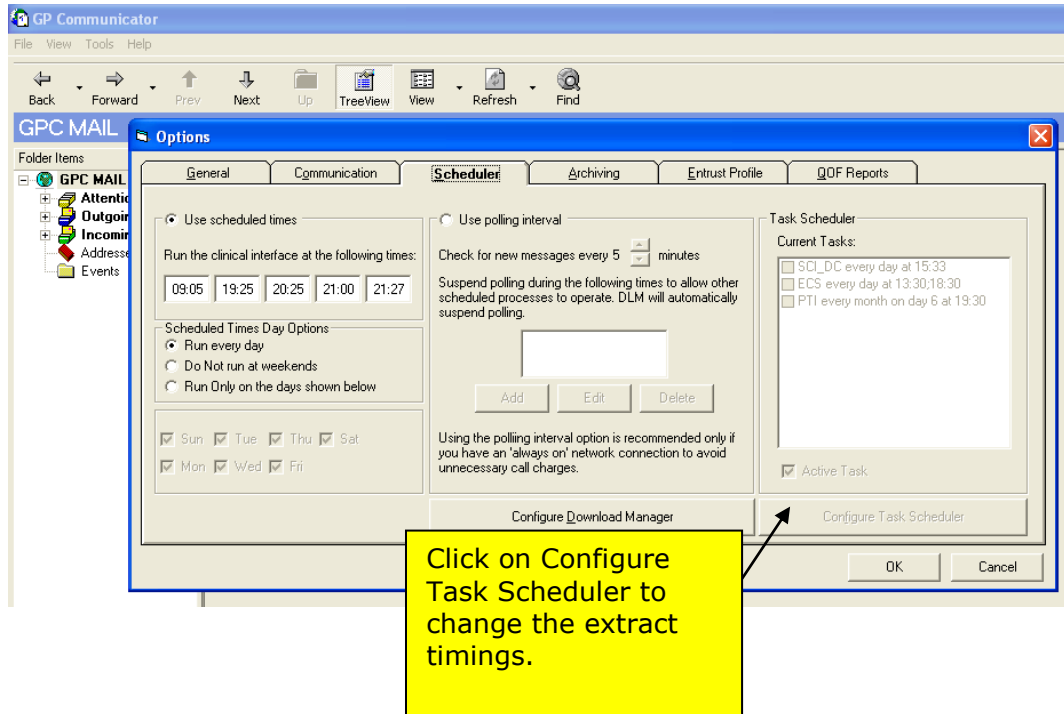 GP Communicator
File View Tools Help
Back Forward Prev Next Up TreeView View Refresh Find
GPC MAIL
Folder Items
GPC MAIL
Attentio
Outgoin
Incomin
Addresse
Events
Options
General Communication Scheduler Archiving Entrust Profile QOF Reports
Use scheduled times
Run the clinical interface at the following times:
09:05 19:25 20:25 21:00 21:27
Scheduled Times Day Options
Run every day
Do Not run at weekends
Run Only on the days shown below
Sun Tue Thu Sat
Mon Wed Fri
Use polling interval
Check for new messages every 5 minutes
Suspend polling during the following times to allow other
scheduled processes to operate. DLM will automatically
suspend polling.
Add Edit Delete
Using the polliing interval option is recommended only if
you have an 'always on' network connection to avoid
unnecessary call charges.
Configure Download Manager
Task Scheduler
Current Tasks:
SCI_DC every day at 15:33
ECS every day at 13:30;18:30
PTI every month on day 6 at 19:30
Active Task
Configure Task Scheduler
OK Cancel
Click on Configure
Task Scheduler to
change the extract
timings.